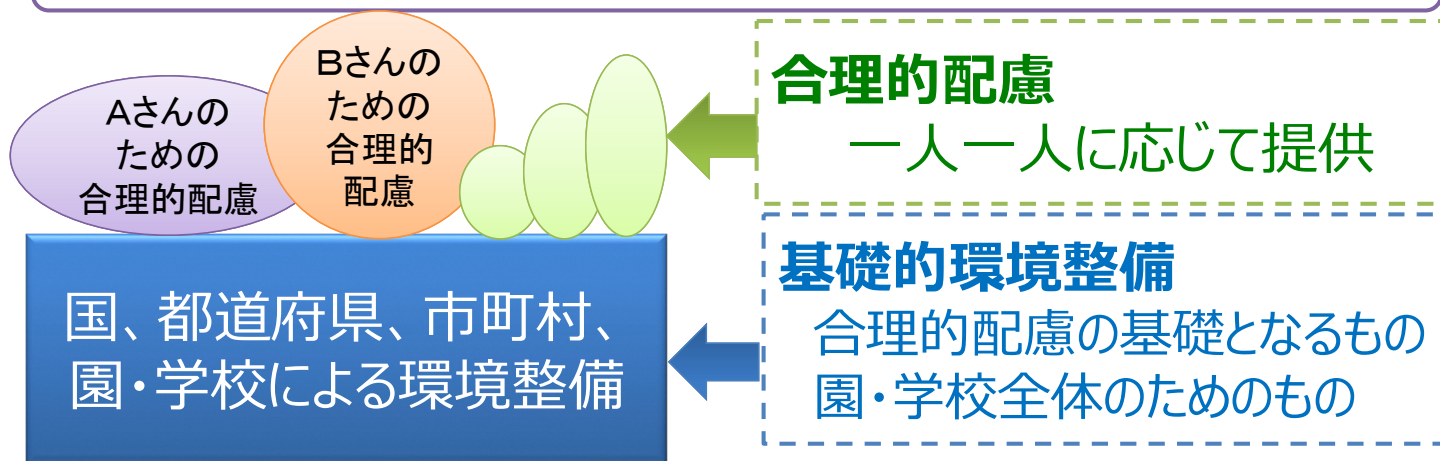 Aさんの
ための
合理的配慮
Bさんの
ための
合理的
配慮
合理的配慮
一人一人に応じて提供
国、都道府県、市町村、
園・学校による環境整備
基礎的環境整備
合理的配慮の基礎となるもの
園・学校全体のためのもの